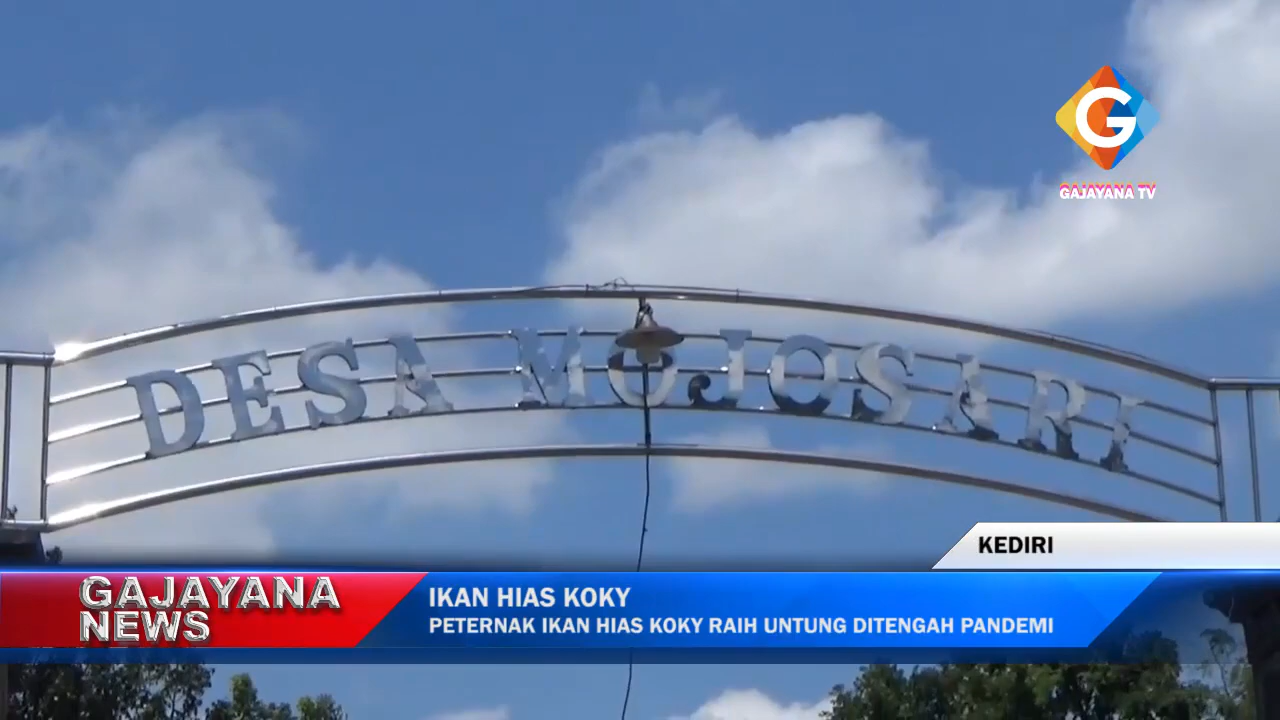 G
GAJAYANA TV
DESA MOJOSARI
KEDIRI
GAJAYANA
NEWS
IKAN HIAS KOKY
PETERNAK IKAN HIAS KOKY RAIH UNTUNG DITENGAH PANDEMI